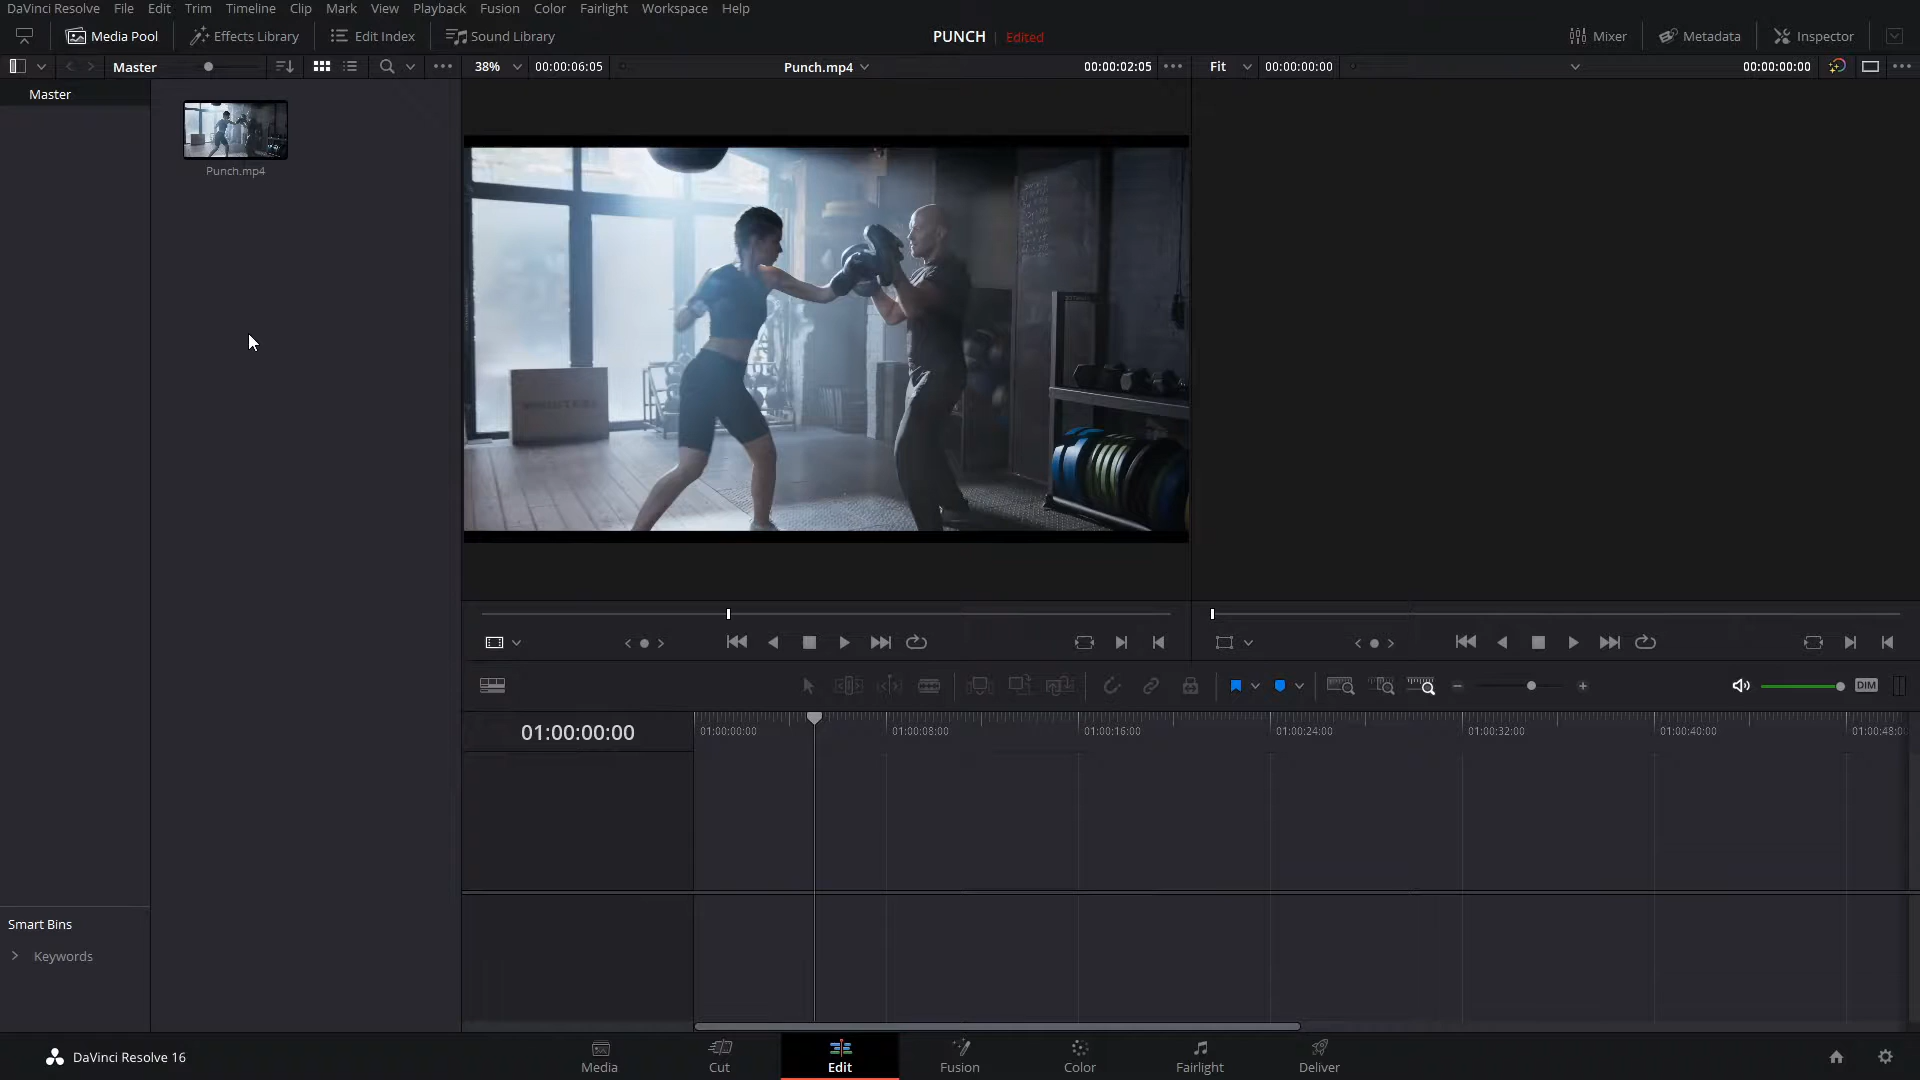 DaVinci Resolve File Edit Trim Timeline Clip Mark View Playback Fusion Color Fairlight Workspace Help
Media Pool Effects Library Edit Index Sound Library PUNCH Edited Mixer Metadata Inspector
Master 38% 00:00:06:05 Punch.mp4 00:00:02:05 Fit 00:00:00:00 00:00:00:00
Master
Punch.mp4
DIM
01:00:00:00 01:00:00:00 01:00:08:00 01:00:16:00 01:00:24:00 01:00:32:00 01:00:40:00 01:00:48:0
Smart Bins
Keywords
DaVinci Resolve 16 Media Cut Edit Fusion Color Fairlight Deliver